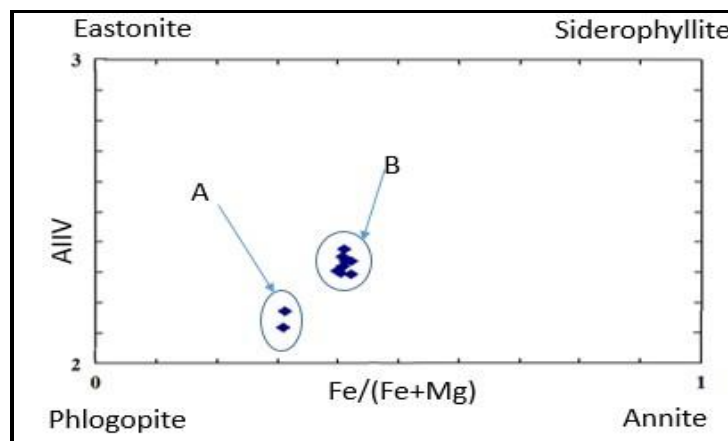 Eastonite Siderophyllite
3
A
B
AlIV
2
0 Fe/(Fe+Mg) 1
Phlogopite Annite